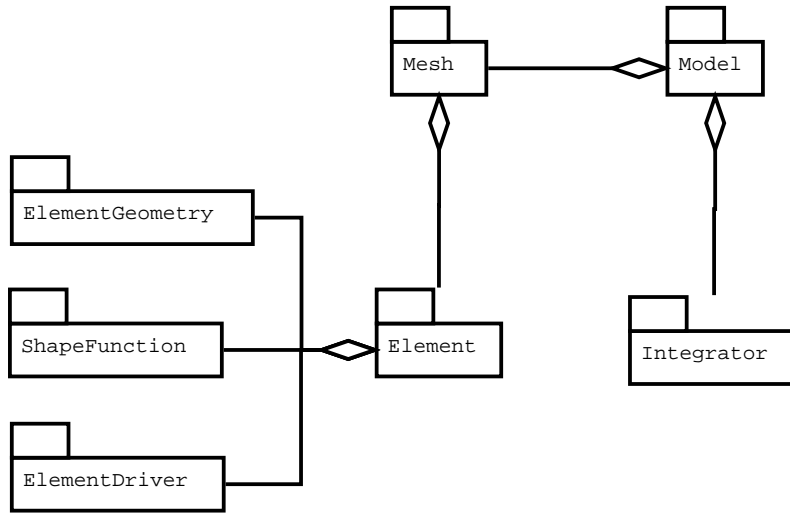 Mesh
Model
ElementGeometry
ShapeFunction
Element
Integrator
ElementDriver